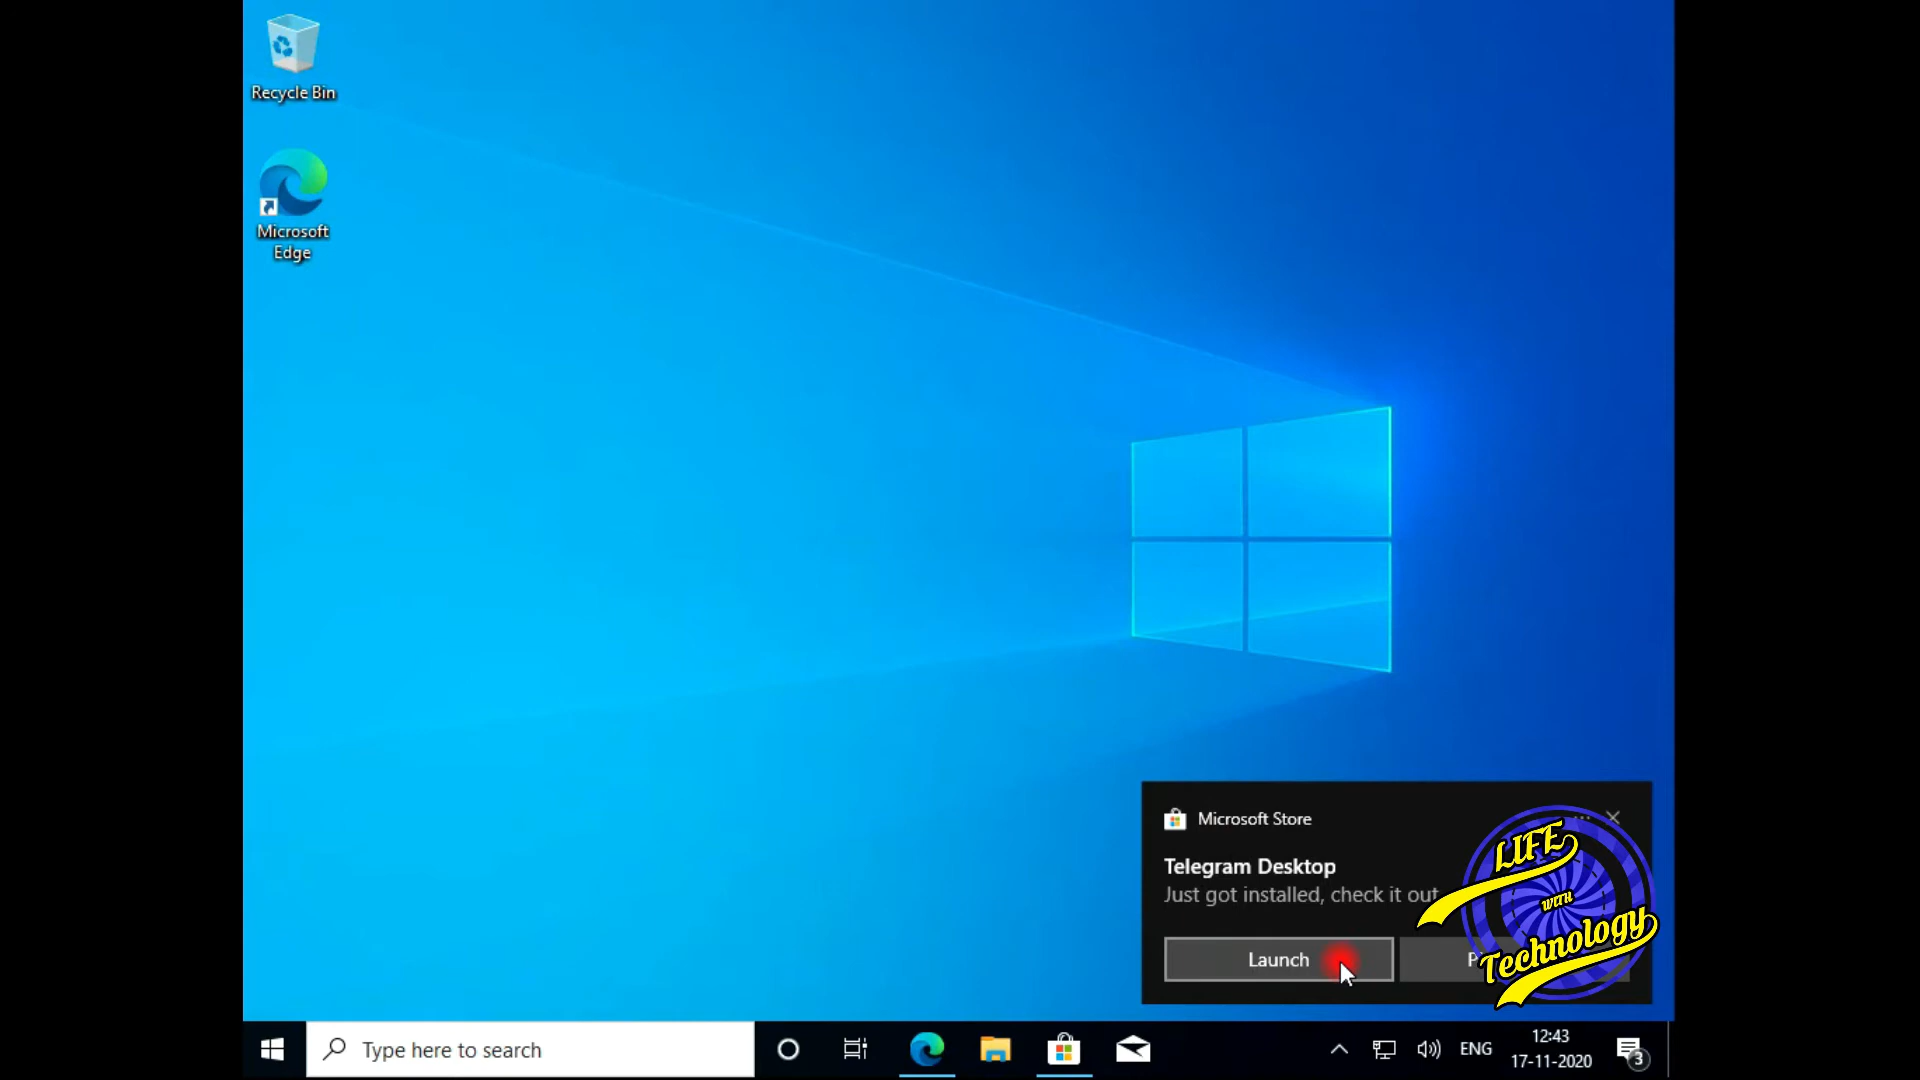 Recycle Bin
Microsoft
Edge
Microsoft Store
Telegram Desktop
Just got installed, check it out
Launch
LIFE
WITH
Technology
Type here to search
ENG
12:43
17-11-2020
3